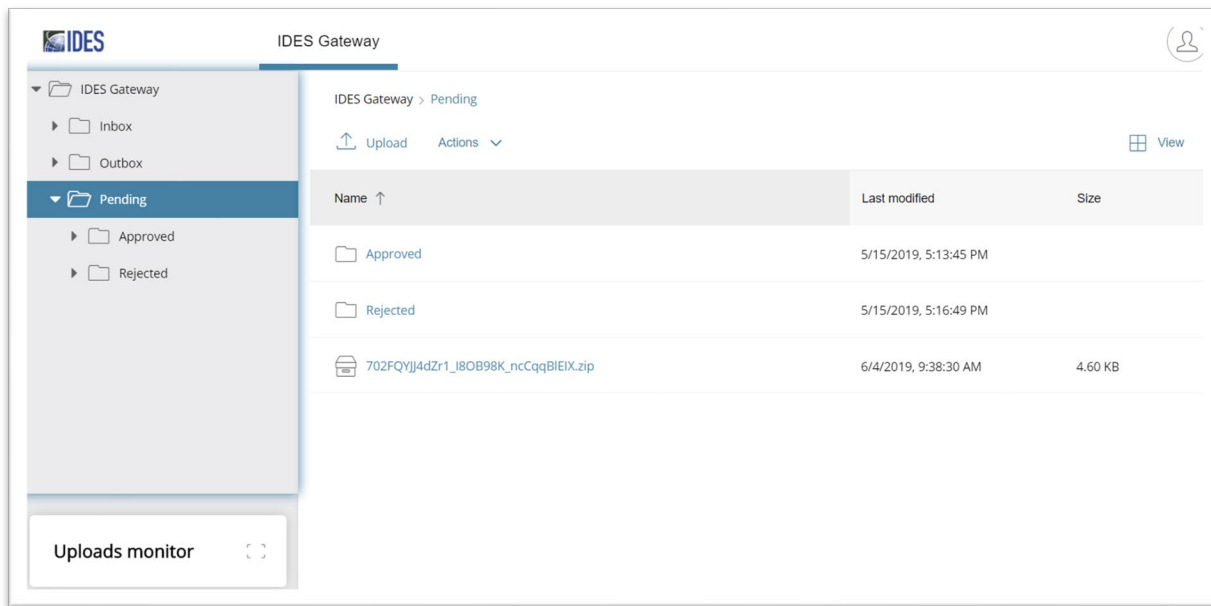 IDES
IDES Gateway
IDES Gateway
Inbox
Outbox
Pending
Approved
Rejected
Uploads monitor
IDES Gateway > Pending
Upload Actions View
Name ↑ Last modified Size
Approved 5/15/2019, 5:13:45 PM
Rejected 5/15/2019, 5:16:49 PM
702FQYJJ4dZr1_I8OB98K_ncCqqBlEIX.zip 6/4/2019, 9:38:30 AM 4.60 KB